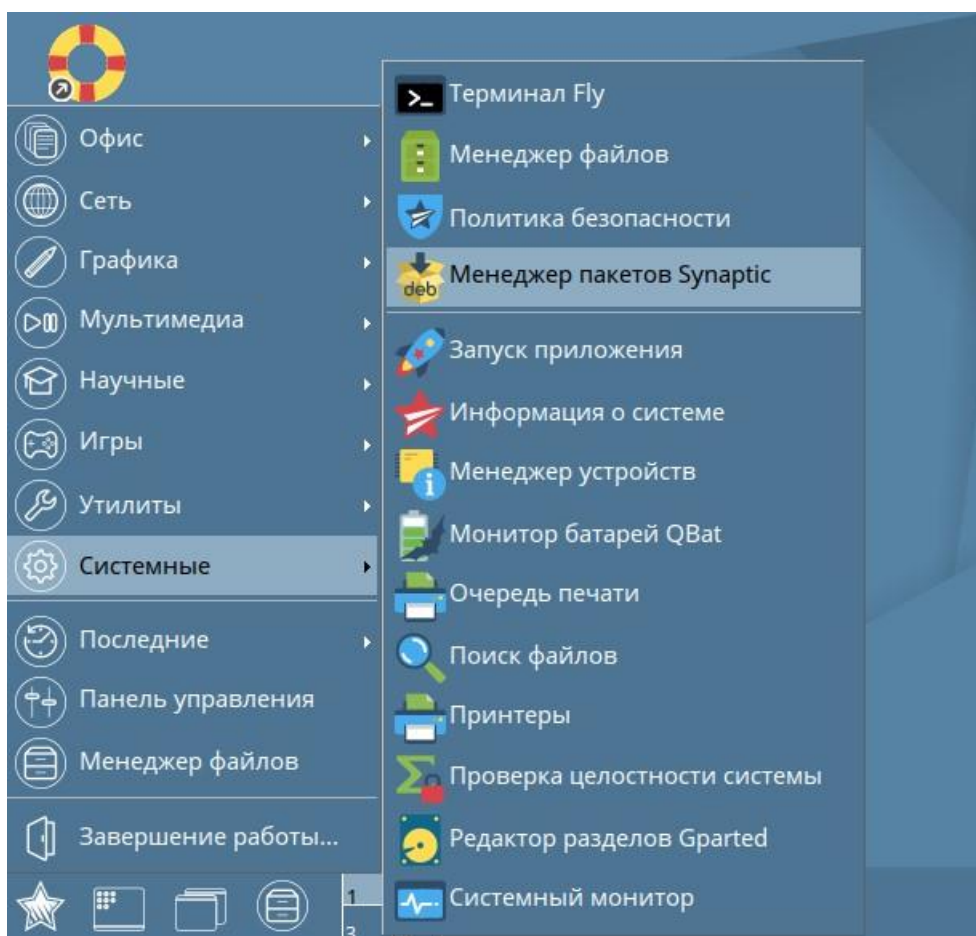 Офис
Сеть
Графика
Мультимедиа
Научные
Игры
Утилиты
Системные
Последние
Панель управления
Менеджер файлов
Завершение работы...
1
3
>_ Терминал Fly
Менеджер файлов
Политика безопасности
deb Менеджер пакетов Synaptic
Запуск приложения
Информация о системе
i Менеджер устройств
Монитор батарей QBat
Очередь печати
Поиск файлов
Принтеры
Σ Проверка целостности системы
Редактор разделов Gparted
Системный монитор